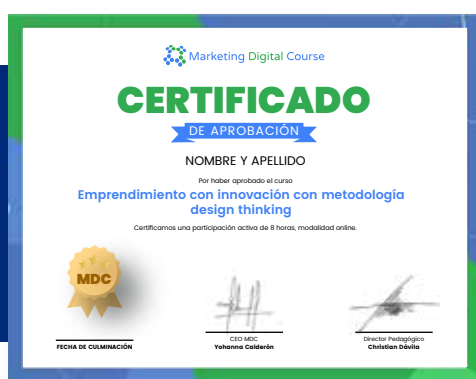 Marketing Digital Course
CERTIFICADO
DE APROBACIÓN
NOMBRE Y APELLIDO
Por haber aprobado el curso
Emprendimiento con innovación con metodología
design thinking
Certificamos una participación activa de 8 horas, modalidad online.
MDC
FECHA DE CULMINACIÓN
CEO MDC
Yohanna Calderón
Director Pedagógico
Christian Dávila